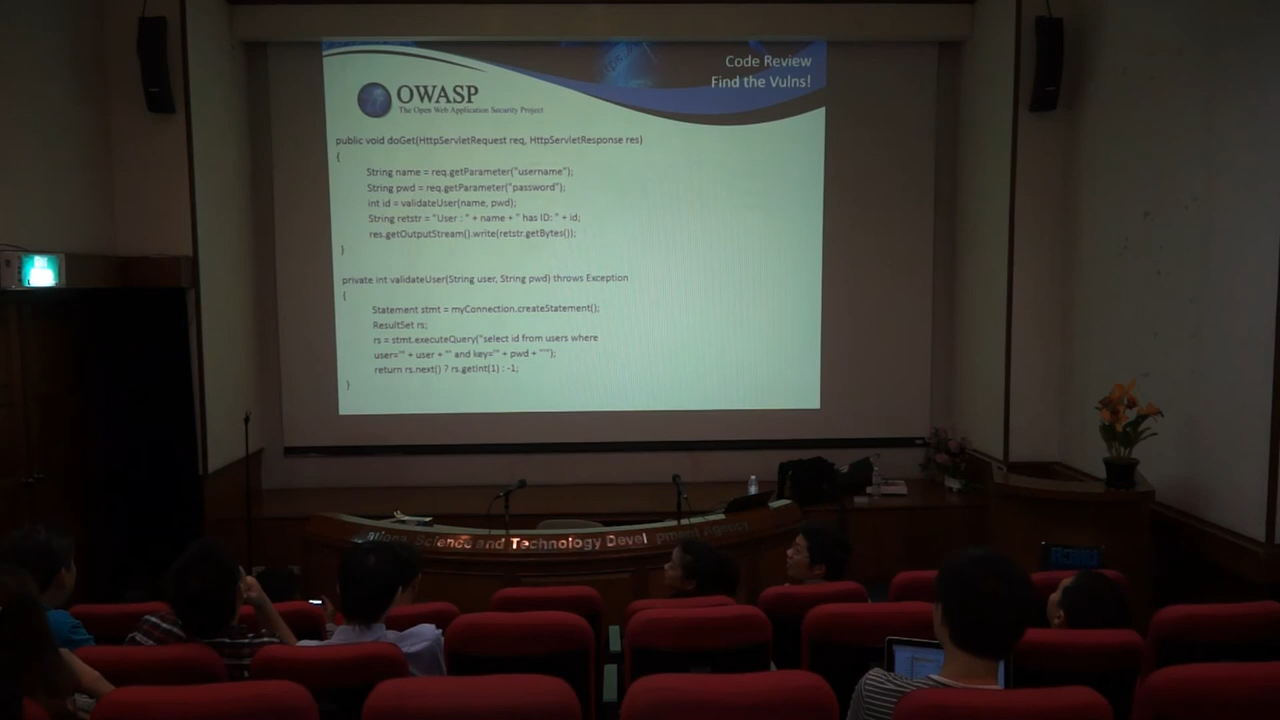 Code Review
Find the Vulns!
OWASP
The Open Web Application Security Project
public void doGet(HttpServletRequest req, HttpServletResponse res)
{
String name = req.getParameter("username");
String pwd = req.getParameter("password");
int id = validateUser(name, pwd);
String retstr = "User : " + name + " has ID: " + id;
res.getOutputStream().write(retstr.getBytes());
}
private int validateUser(String user, String pwd) throws Exception
{
Statement stmt = myConnection.createStatement();
ResultSet rs;
rs = stmt.executeQuery("select id from users where
user='" + user + "' and key='" + pwd + "'");
return rs.next() ? rs.getInt(1) : -1;
}
Science and Technology Devel pment Agency